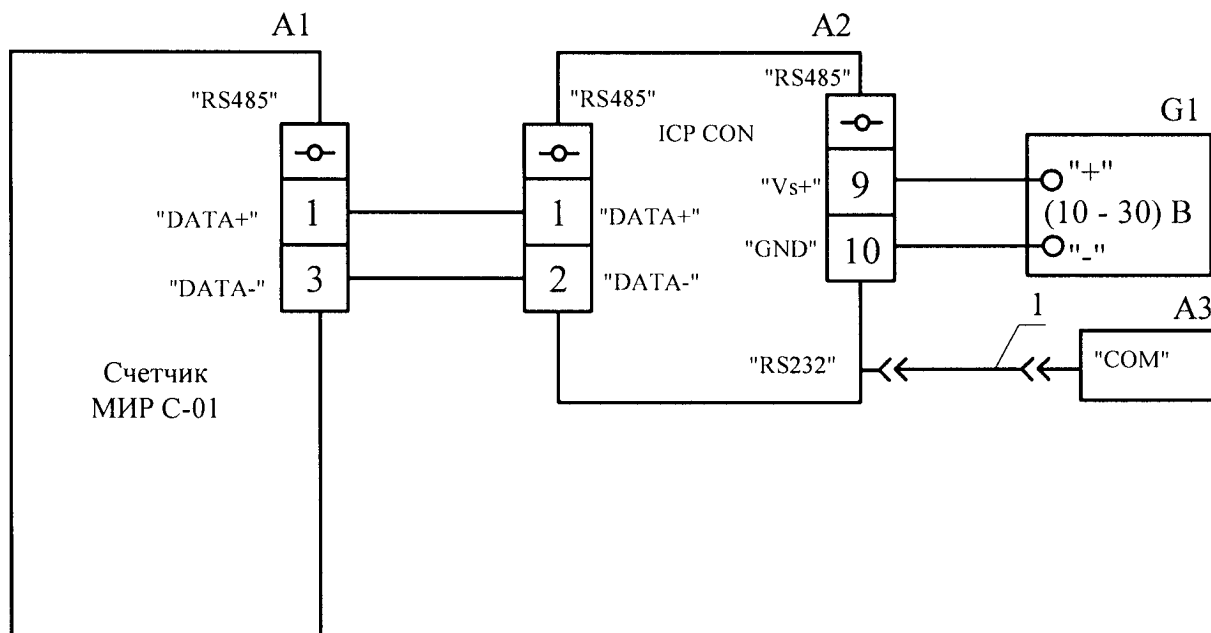 A1
"RS485"
1
"DATA+"
3
"DATA-"
Счетчик
МИР С-01
A2
"RS485"
"RS485"
ICP CON
1
"DATA+"
2
"DATA-"
"Vs+"
9
"GND"
10
"RS232"
G1
"+"
(10 - 30) В
"-"
1
A3
"COM"